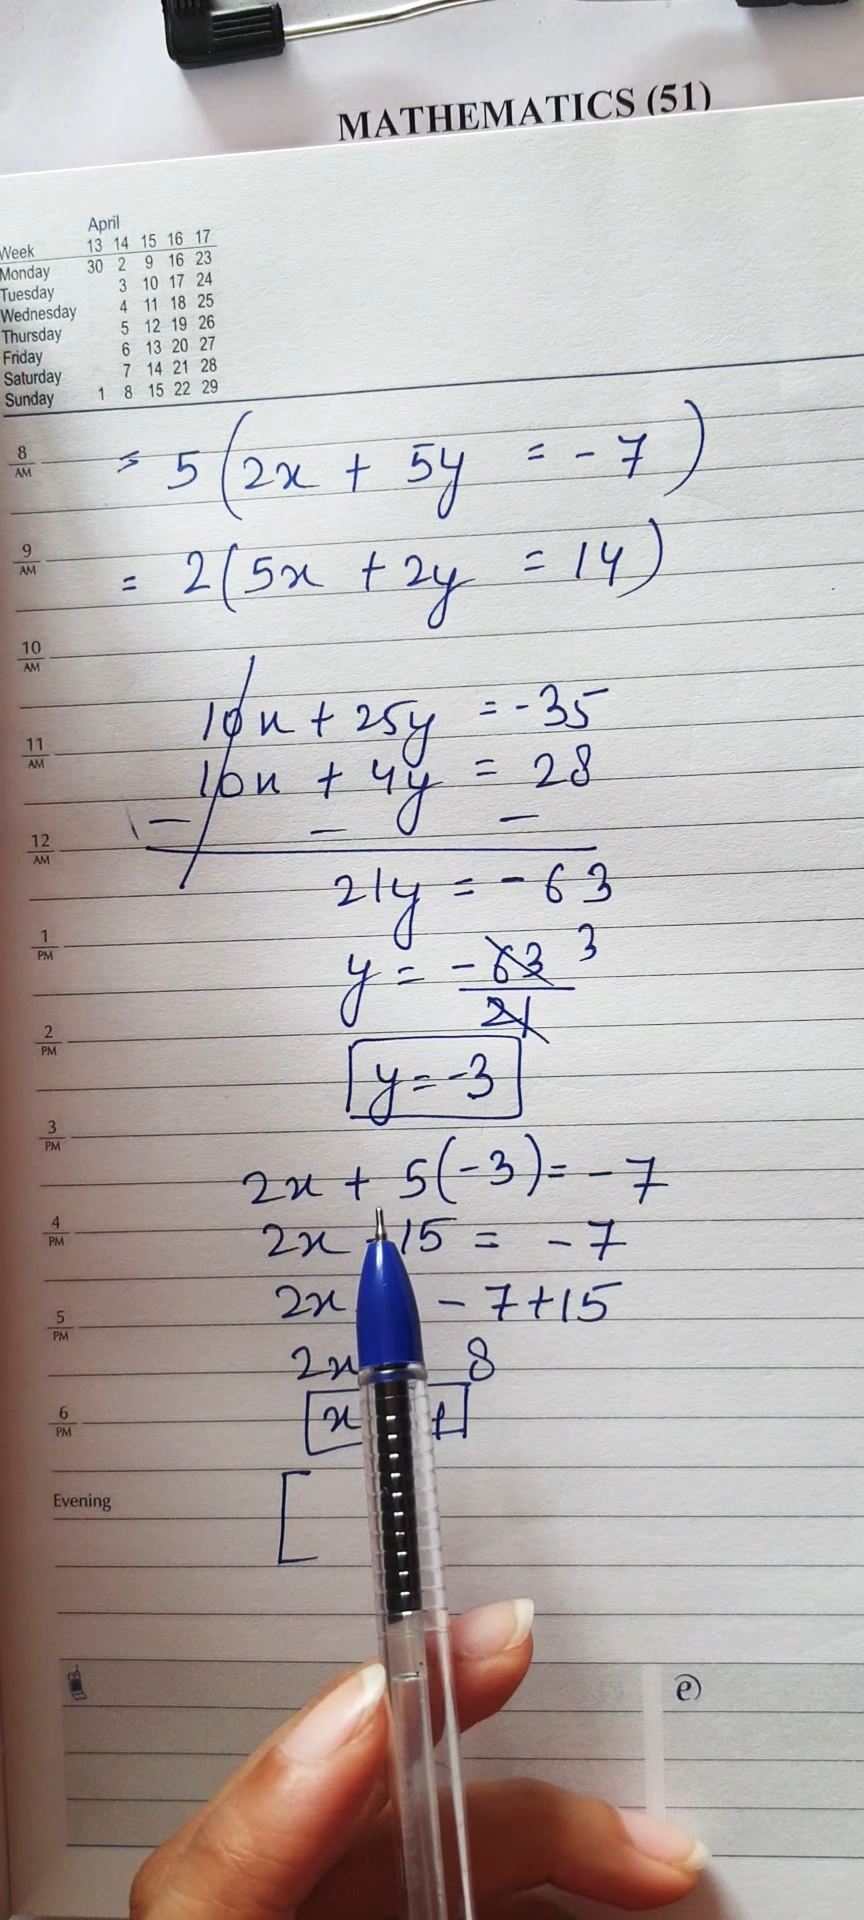 MATHEMATICS (51)
April
Week 13 14 15 16 17
Monday 30 2 9 16 23
Tuesday 3 10 17 24
Wednesday 4 11 18 25
Thursday 5 12 19 26
Friday 6 13 20 27
Saturday 7 14 21 28
Sunday 1 8 15 22 29
8 AM = 5(2x + 5y = -7)
9 AM = 2(5x + 2y = 14)
10 AM
10x + 25y = -35
11 AM 10x + 4y = 28
- - -
12 AM
21y = -63
1 PM y = -63/21 3
2 PM
y = -3
3 PM
2x + 5(-3) = -7
4 PM 2x - 15 = -7
5 PM 2x - 7 + 15
2x 8
6 PM x
Evening [
e)